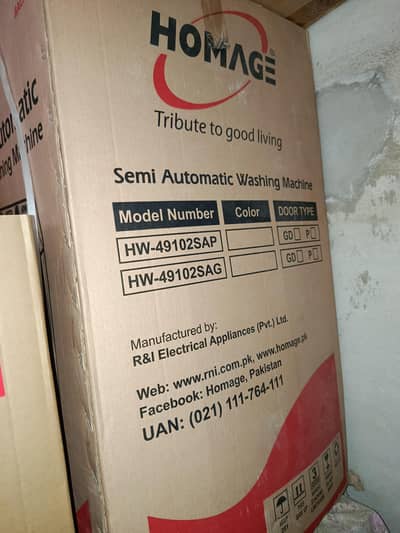 HOMAGE
Tribute to good living
Semi Automatic Washing Machine
Model Number Color DOOR TYPE
HW-49102SAP GD P
HW-49102SAG GD P
Manufactured by:
R&I Electrical Appliances (Pvt.) Ltd.
Web: www.rni.com.pk, www.homage.pk
Facebook: Homage, Pakistan
UAN: (021) 111-764-111
3